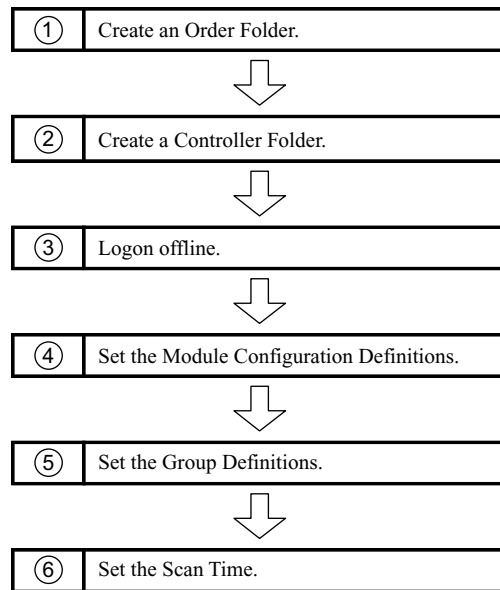 ① Create an Order Folder.
② Create a Controller Folder.
③ Logon offline.
④ Set the Module Configuration Definitions.
⑤ Set the Group Definitions.
⑥ Set the Scan Time.